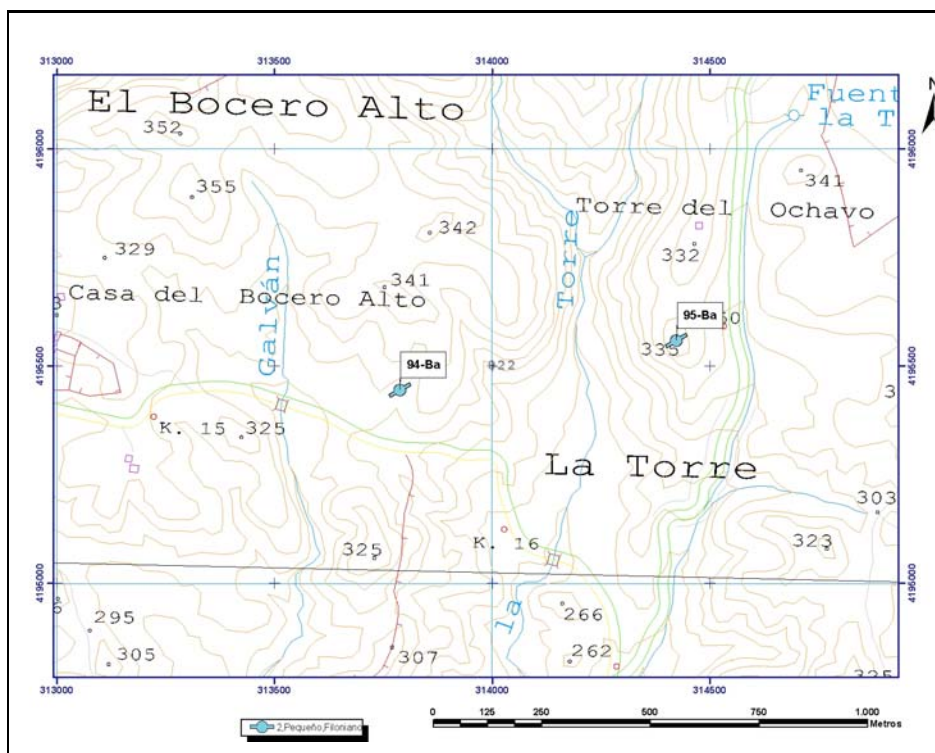 313000 313500 314000 314500
El Bocero Alto
Fuent
la T
N
352
4196000 4196000
355
341
342
Torre del Ochavo
329
332
Galván
Torre
341
Casa del Bocero Alto
95-Ba
335
94-Ba
322
4195500 4195500
K. 15
325
La Torre
303
K. 16
323
325
4195000 4195000
295
266
305
307
262
325
la
313000 313500 314000 314500
2,Pequeño,Filoniano
0 125 250 500 750 1.000
Metros